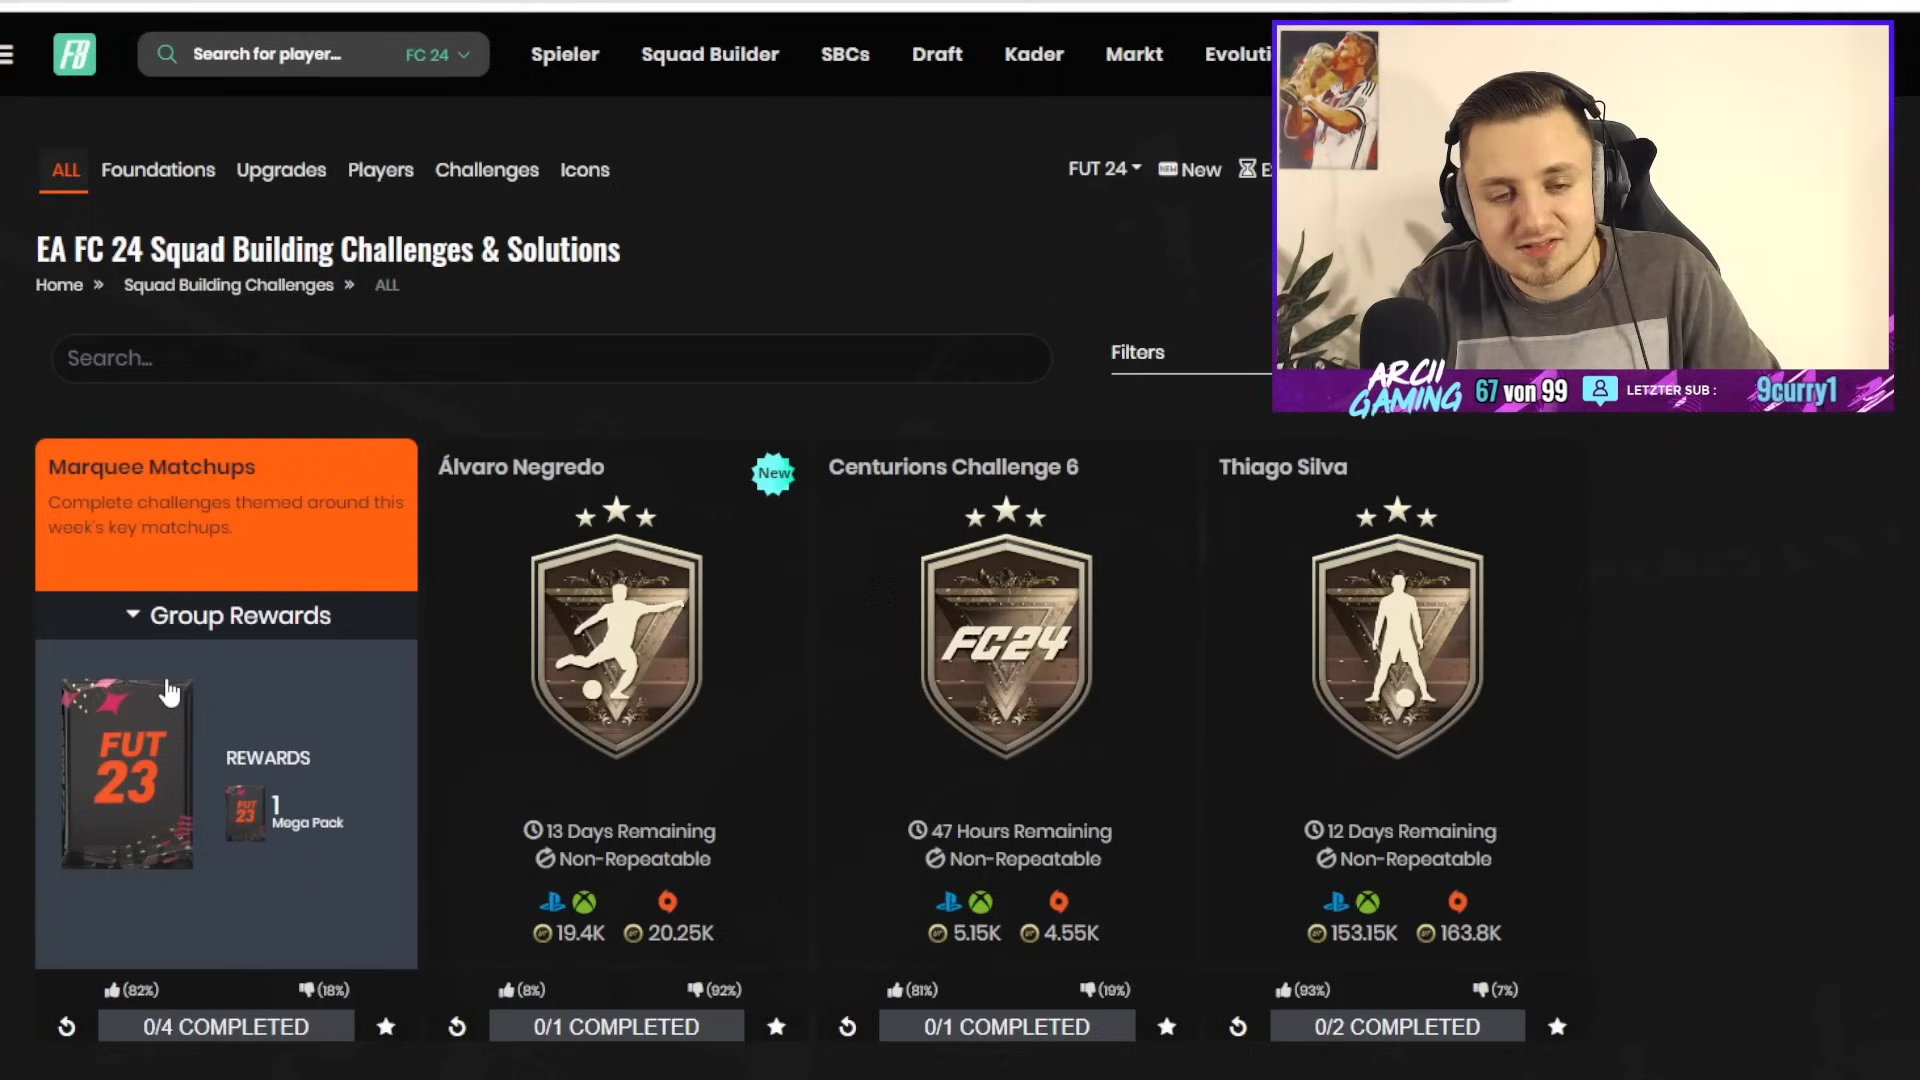 F8
Search for player...
FC 24
Spieler
Squad Builder
SBCs
Draft
Kader
Markt
Evoluti
ALL
Foundations
Upgrades
Players
Challenges
Icons
FUT 24
NEW New
E
EA FC 24 Squad Building Challenges & Solutions
Home » Squad Building Challenges » ALL
Search...
Filters
ARCII
GAMING
67 von 99
LETZTER SUB :
9curry1
Marquee Matchups
Complete challenges themed around this
week's key matchups.
Group Rewards
FUT
23
REWARDS
FUT
23
1
Mega Pack
(82%)
(18%)
0/4 COMPLETED
Álvaro Negredo
New
13 Days Remaining
Non-Repeatable
19.4K
20.25K
(8%)
(92%)
0/1 COMPLETED
Centurions Challenge 6
FC24
47 Hours Remaining
Non-Repeatable
5.15K
4.55K
(81%)
(19%)
0/1 COMPLETED
Thiago Silva
12 Days Remaining
Non-Repeatable
153.15K
163.8K
(93%)
(7%)
0/2 COMPLETED